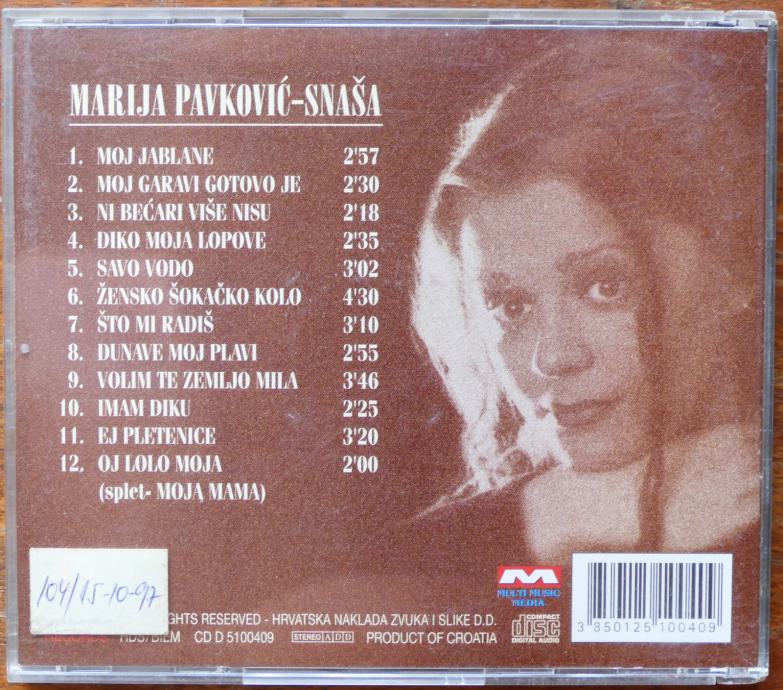 MARIJA PAVKOVIĆ-SNAŠA
1. MOJ JABLANE 2'57
2. MOJ GARAVI GOTOVO JE 2'30
3. NI BEĆARI VIŠE NISU 2'18
4. DIKO MOJA LOPOVE 2'35
5. SAVO VODO 3'02
6. ŽENSKO ŠOKAČKO KOLO 4'30
7. ŠTO MI RADIŠ 3'10
8. DUNAVE MOJ PLAVI 2'55
9. VOLIM TE ZEMLJO MILA 3'46
10. IMAM DIKU 2'25
11. EJ PLETENICE 3'20
12. OJ LOLO MOJA 2'00
(splet- MOJA MAMA)
104/15-10-97
MULTI MUSIC
MEDIA
RIGHTS RESERVED - HRVATSKA NAKLADA ZVUKA I SLIKE D.D.
HDS/BIEM CD D 5100409 STEREO ADD PRODUCT OF CROATIA
COMPACT
disc
DIGITAL AUDIO
3 850125 100409